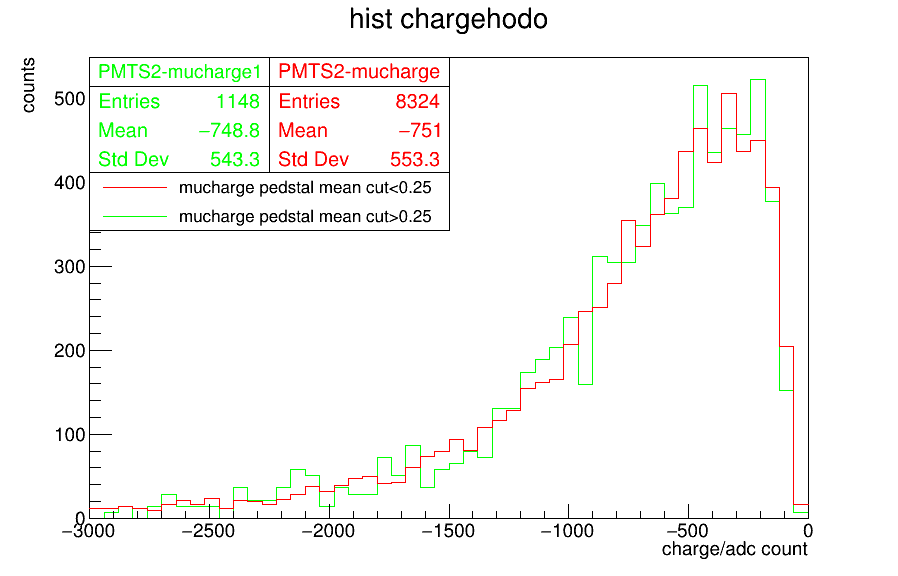 hist chargehodo
counts
PMTS2-mucharge1 PMTS2-mucharge
Entries 1148 Entries 8324
Mean −748.8 Mean −751
Std Dev 543.3 Std Dev 553.3
mucharge pedstal mean cut<0.25
mucharge pedstal mean cut>0.25
500
400
300
200
100
0
−3000 −2500 −2000 −1500 −1000 −500 0
charge/adc count